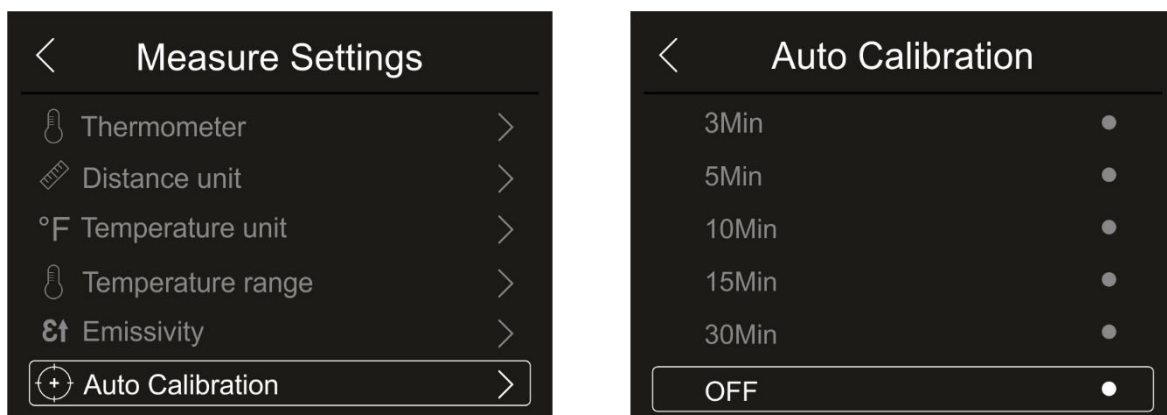 Measure Settings
Thermometer
Distance unit
°F Temperature unit
Temperature range
Ɛ↑ Emissivity
Auto Calibration
Auto Calibration
3Min
5Min
10Min
15Min
30Min
OFF